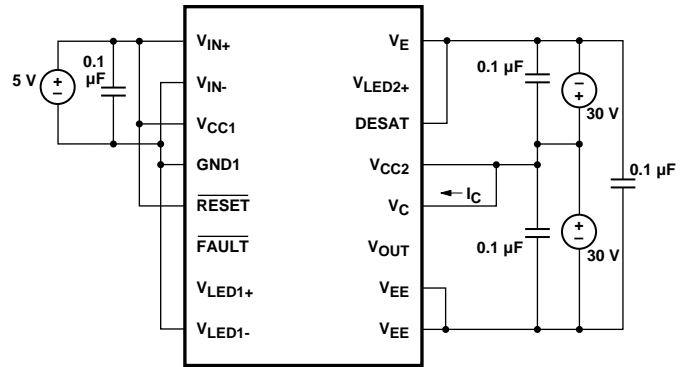 V_IN+
V_IN-
V_CC1
GND1
RESET
FAULT
V_LED1+
V_LED1-
V_E
V_LED2+
DESAT
V_CC2
V_C
V_OUT
V_EE
V_EE
5 V
+
−
0.1
µF
0.1 µF
−
+
30 V
I_C
0.1 µF
+
−
30 V
0.1 µF